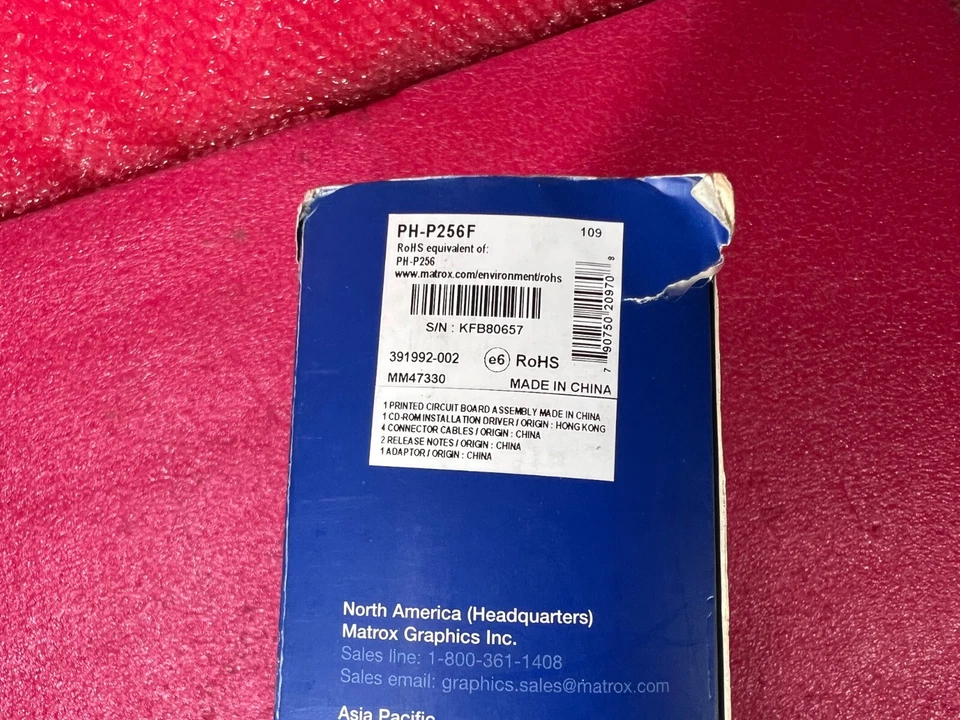 PH-P256F 109
RoHS equivalent of:
PH-P256
www.matrox.com/environment/rohs
S/N : KFB80657
7 90750 20970 8
391992-002 e6 RoHS
MM47330 MADE IN CHINA
1 PRINTED CIRCUIT BOARD ASSEMBLY MADE IN CHINA
1 CD-ROM INSTALLATION DRIVER / ORIGIN : HONG KONG
4 CONNECTOR CABLES / ORIGIN : CHINA
2 RELEASE NOTES / ORIGIN : CHINA
1 ADAPTOR / ORIGIN : CHINA
North America (Headquarters)
Matrox Graphics Inc.
Sales line: 1-800-361-1408
Sales email: graphics.sales@matrox.com
Asia Pacific